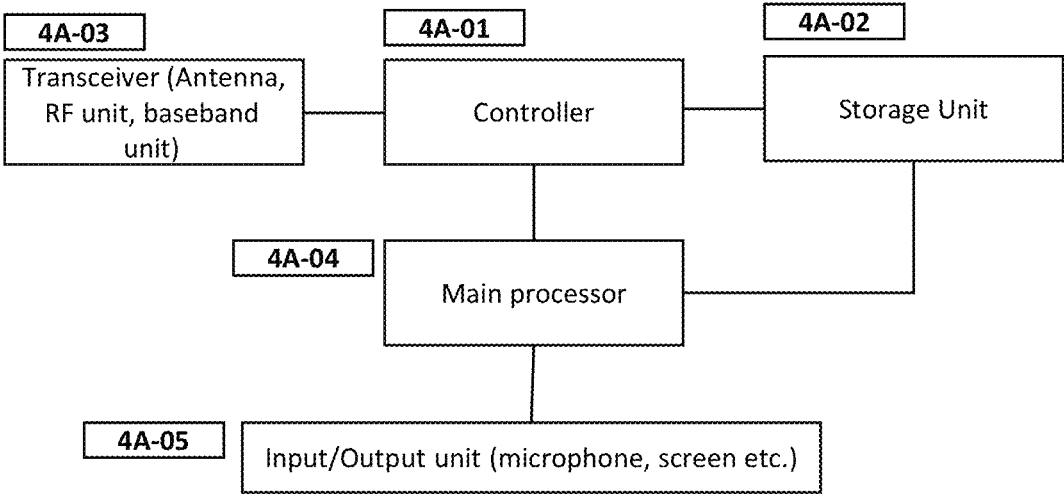 4A-03
4A-01
4A-02
Transceiver (Antenna,
RF unit, baseband
unit)
Controller
Storage Unit
4A-04
Main processor
4A-05
Input/Output unit (microphone, screen etc.)